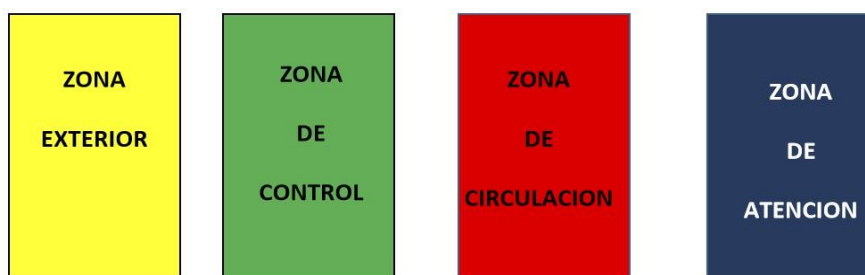 ZONA
EXTERIOR
ZONA
DE
CONTROL
ZONA
DE
CIRCULACION
ZONA
DE
ATENCION